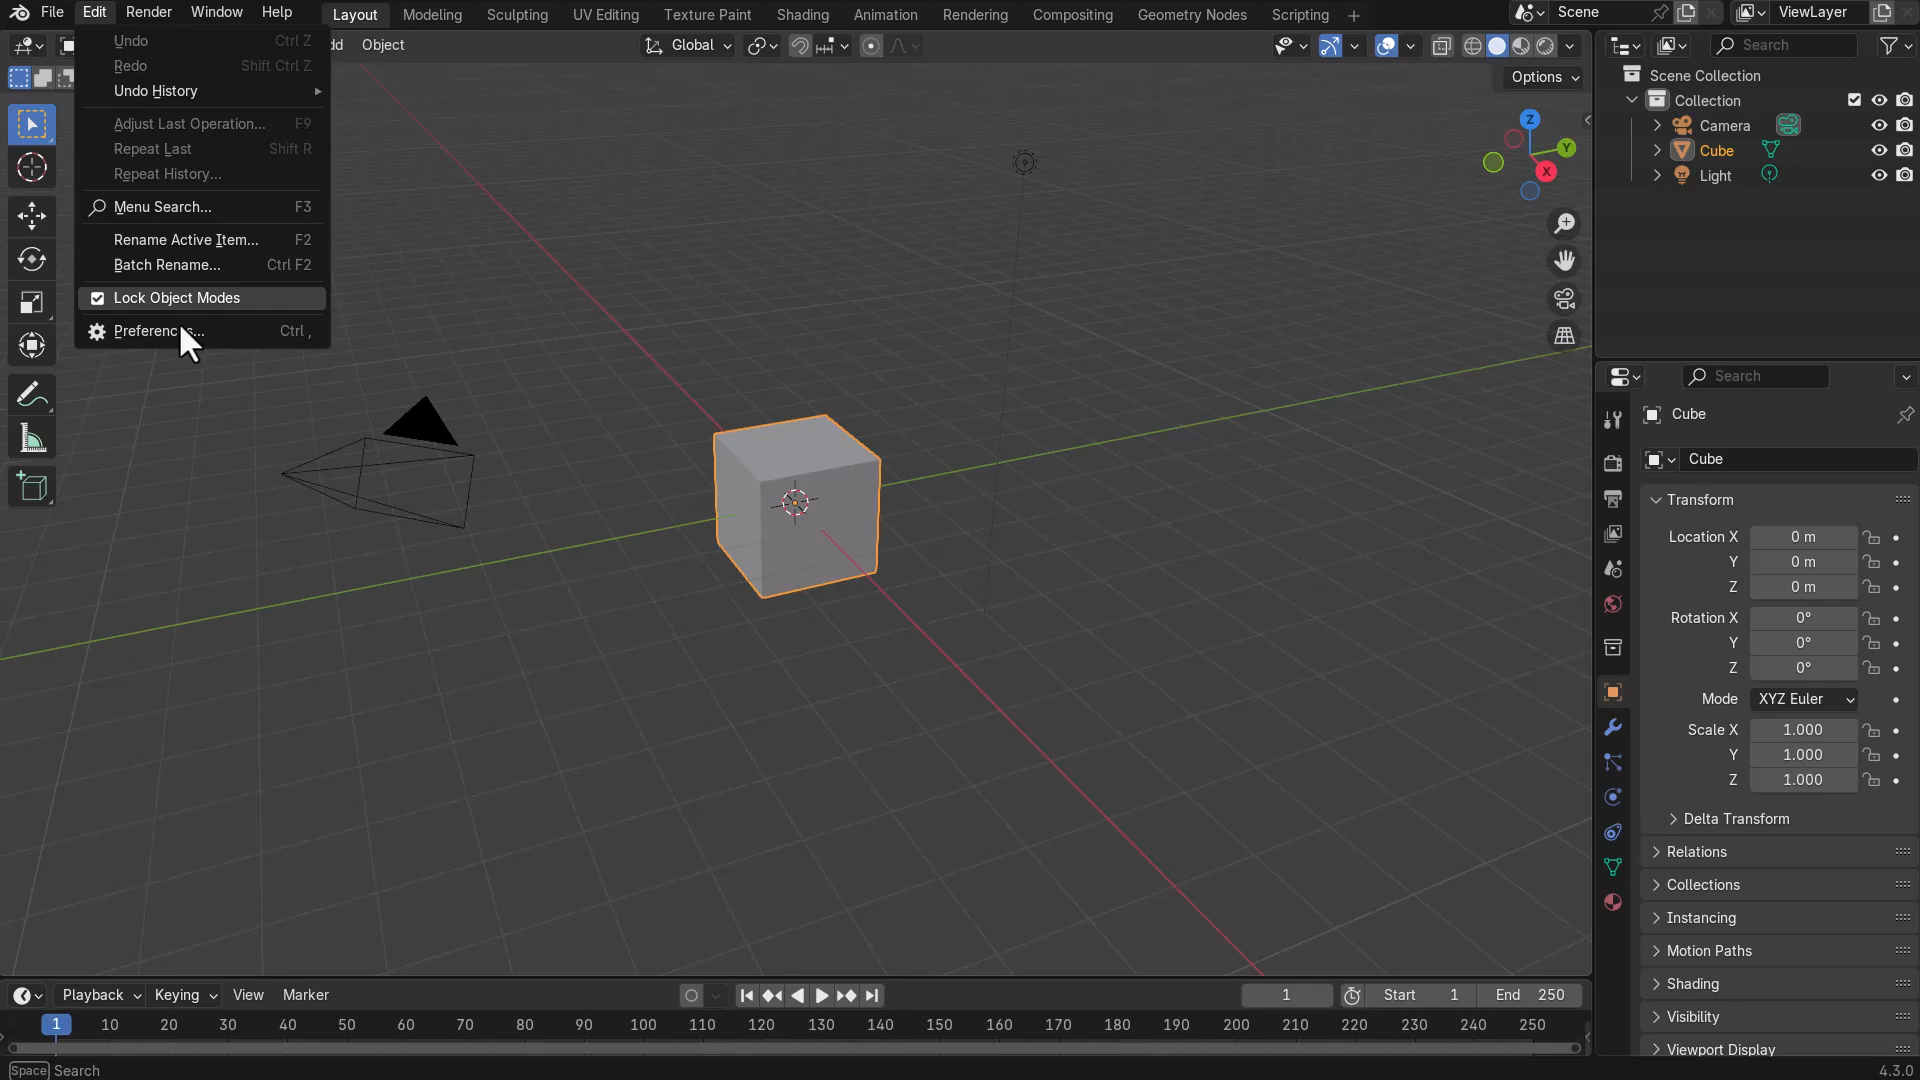 File Edit Render Window Help Layout Modeling Sculpting UV Editing Texture Paint Shading Animation Rendering Compositing Geometry Nodes Scripting + Scene ViewLayer
dd Object Global Search
Options
Undo Ctrl Z
Redo Shift Ctrl Z
Undo History
Adjust Last Operation... F9
Repeat Last Shift R
Repeat History...
Menu Search... F3
Rename Active Item... F2
Batch Rename... Ctrl F2
Lock Object Modes
Preferences... Ctrl ,
Z
Y
X
Scene Collection
Collection
Camera
Cube
Light
Search
Cube
Cube
Transform
Location X 0 m
Y 0 m
Z 0 m
Rotation X 0°
Y 0°
Z 0°
Mode XYZ Euler
Scale X 1.000
Y 1.000
Z 1.000
Delta Transform
Relations
Collections
Instancing
Motion Paths
Shading
Visibility
Viewport Display
Playback Keying View Marker 1 Start 1 End 250
1 10 20 30 40 50 60 70 80 90 100 110 120 130 140 150 160 170 180 190 200 210 220 230 240 250
Space Search 4.3.0